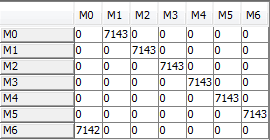 M0 M1 M2 M3 M4 M5 M6
M0 0 7143 0 0 0 0 0
M1 0 0 7143 0 0 0 0
M2 0 0 0 7143 0 0 0
M3 0 0 0 0 7143 0 0
M4 0 0 0 0 0 7143 0
M5 0 0 0 0 0 0 7143
M6 7142 0 0 0 0 0 0